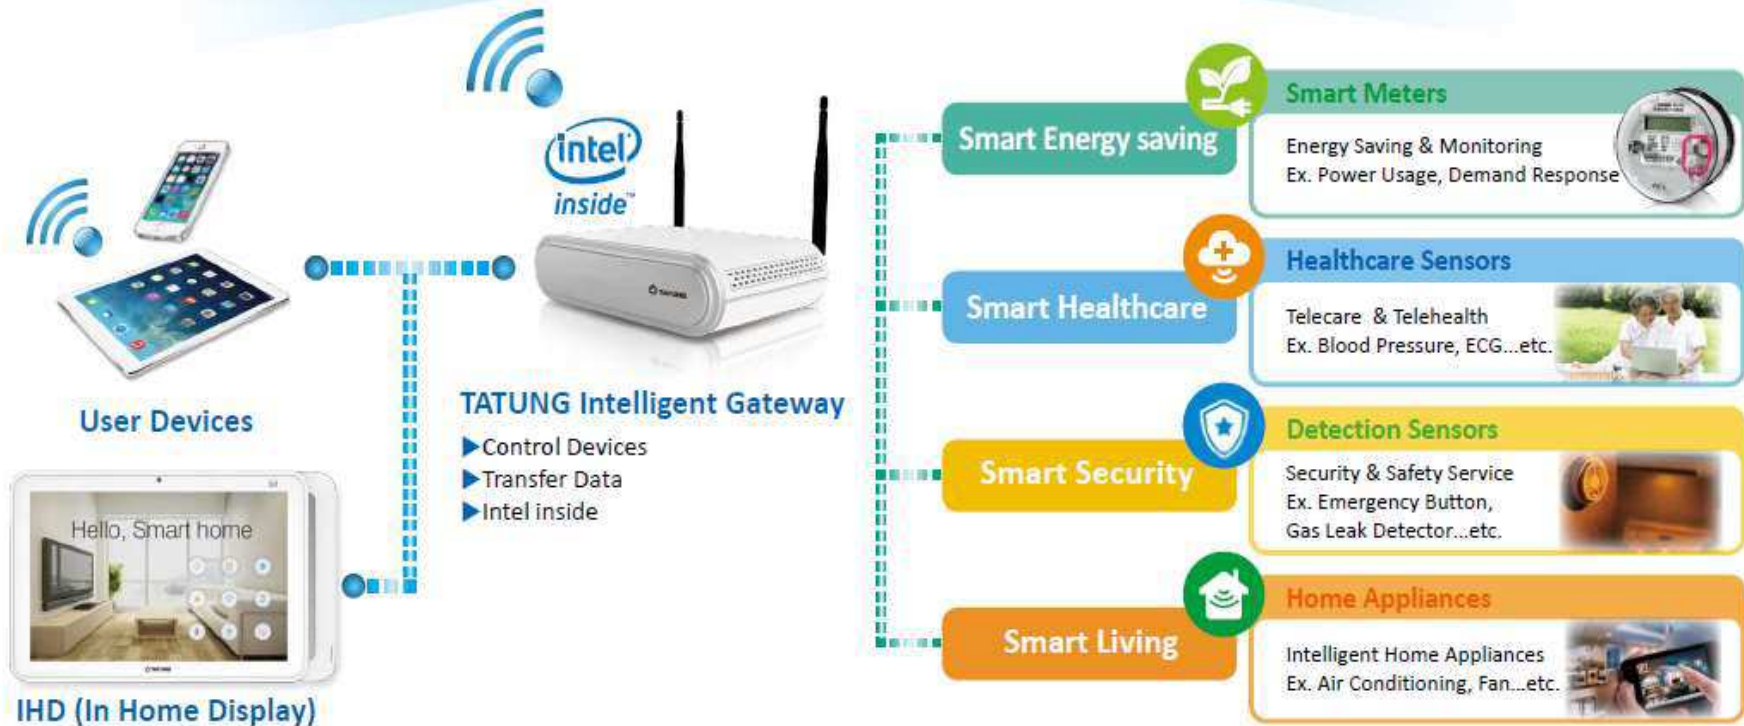 intel
inside™
TATUNG
User Devices
Hello, Smart home
TATUNG
IHD (In Home Display)
TATUNG Intelligent Gateway
▶Control Devices
▶Transfer Data
▶Intel inside
Smart Energy saving
Smart Meters
Energy Saving & Monitoring
Ex. Power Usage, Demand Response
Smart Healthcare
Healthcare Sensors
Telecare & Telehealth
Ex. Blood Pressure, ECG...etc.
Smart Security
Detection Sensors
Security & Safety Service
Ex. Emergency Button,
Gas Leak Detector...etc.
Smart Living
Home Appliances
Intelligent Home Appliances
Ex. Air Conditioning, Fan...etc.